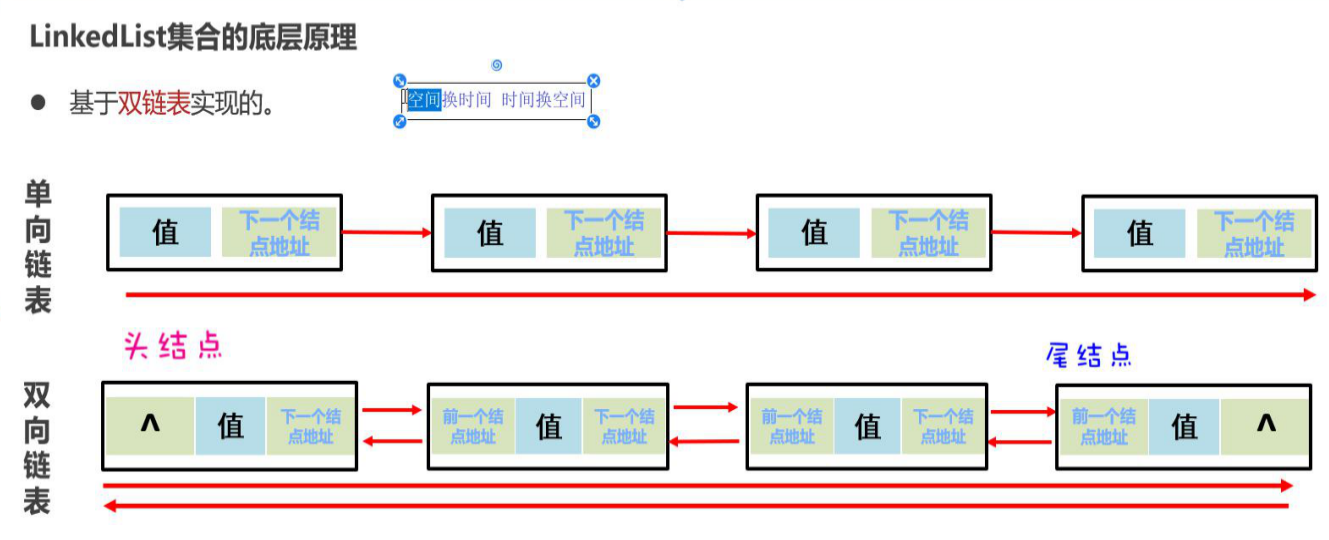 LinkedList集合的底层原理
● 基于双链表实现的。
空间换时间 时间换空间
单向链表
值 下一个结点地址 值 下一个结点地址 值 下一个结点地址 值 下一个结点地址
头结点 尾结点
双向链表
^ 值 下一个结点地址 前一个结点地址 值 下一个结点地址 前一个结点地址 值 下一个结点地址 前一个结点地址 值 ^